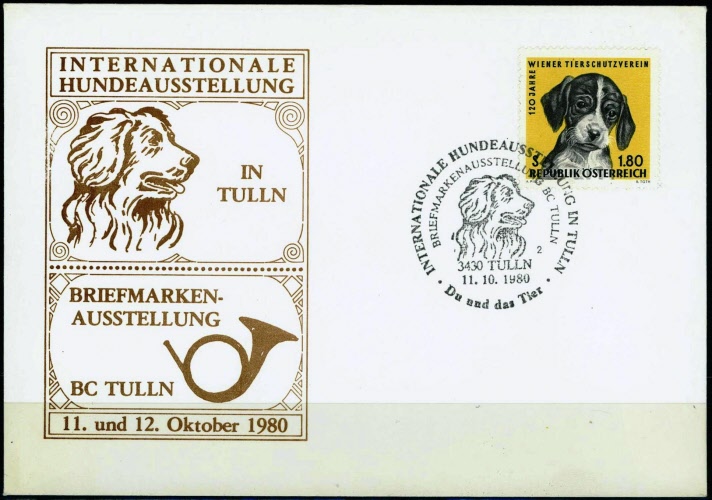 INTERNATIONALE
HUNDEAUSSTELLUNG
IN
TULLN
BRIEFMARKEN-
AUSSTELLUNG
BC TULLN
11. und 12. Oktober 1980
120 JAHRE WIENER TIERSCHUTZVEREIN
S 1.80
REPUBLIK ÖSTERREICH
INTERNATIONALE HUNDEAUSSTELLUNG IN TULLN
BRIEFMARKENAUSSTELLUNG BC TULLN
2
3430 TULLN
11. 10. 1980
· Du und das Tier ·